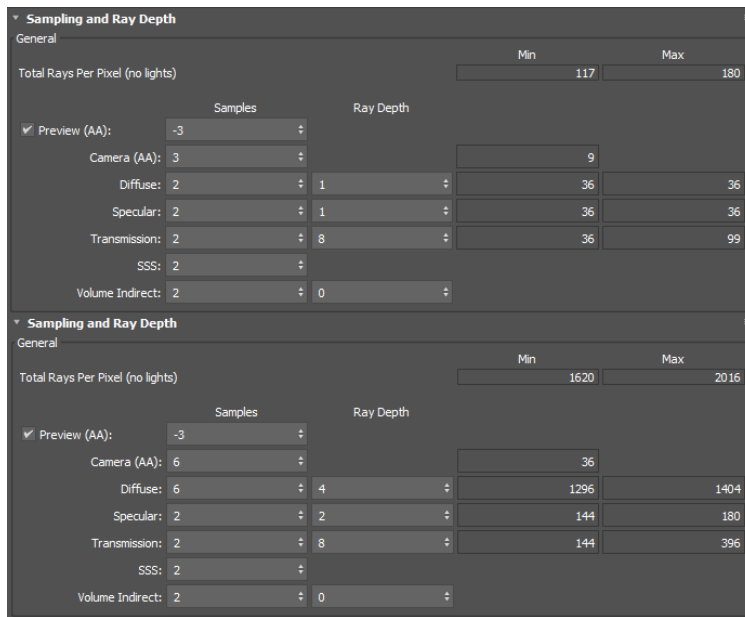 Sampling and Ray Depth
General
Min Max
Total Rays Per Pixel (no lights) 117 180
Samples Ray Depth
Preview (AA): -3
Camera (AA): 3 9
Diffuse: 2 1 36 36
Specular: 2 1 36 36
Transmission: 2 8 36 99
SSS: 2
Volume Indirect: 2 0
Sampling and Ray Depth
General
Min Max
Total Rays Per Pixel (no lights) 1620 2016
Samples Ray Depth
Preview (AA): -3
Camera (AA): 6 36
Diffuse: 6 4 1296 1404
Specular: 2 2 144 180
Transmission: 2 8 144 396
SSS: 2
Volume Indirect: 2 0